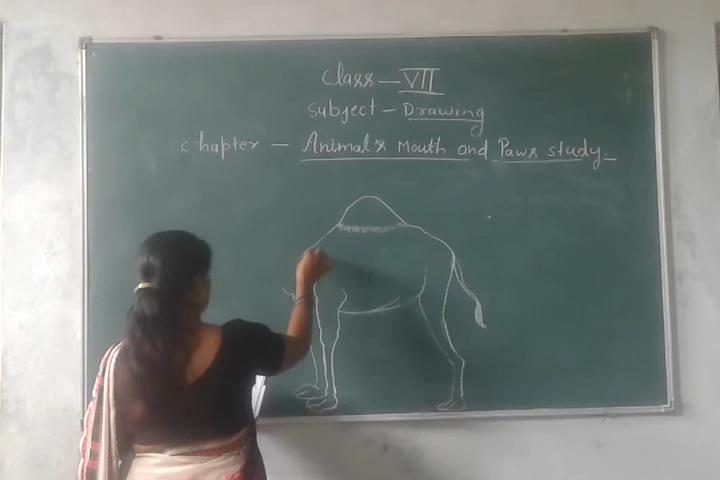 Class - VII
Subject - Drawing
Chapter - Animal's Mouth and Paws study.